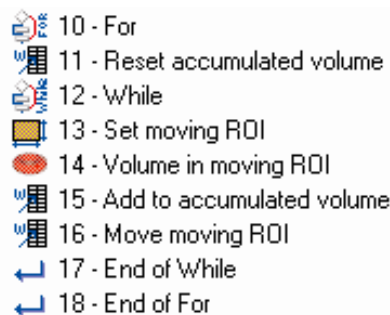 10 - For
11 - Reset accumulated volume
12 - While
13 - Set moving ROI
14 - Volume in moving ROI
15 - Add to accumulated volume
16 - Move moving ROI
17 - End of While
18 - End of For